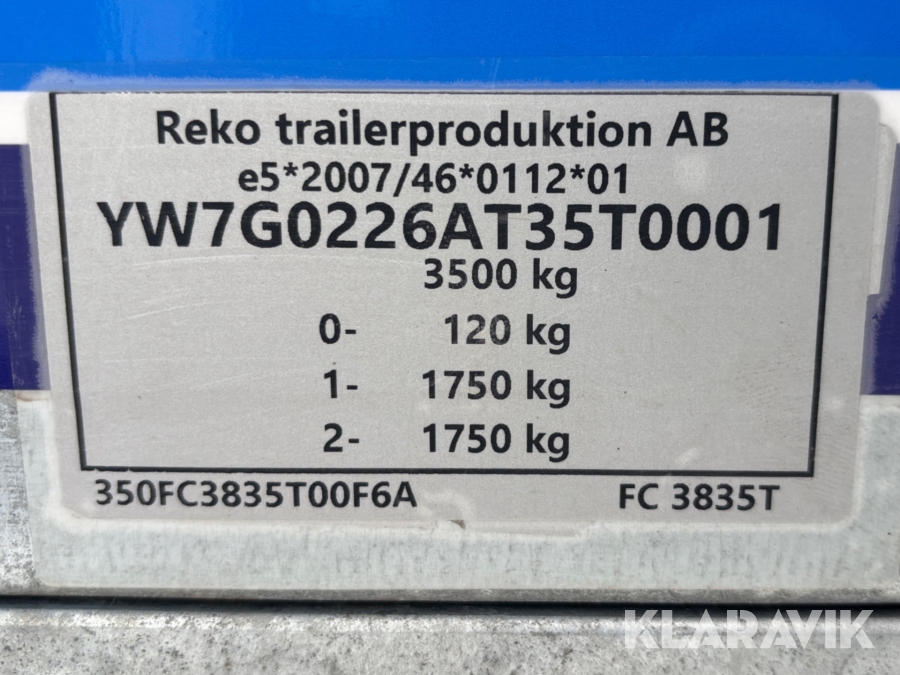 Reko trailerproduktion AB
e5*2007/46*0112*01
YW7G0226AT35T0001
3500 kg
0- 120 kg
1- 1750 kg
2- 1750 kg
350FC3835T00F6A FC 3835T
KLARAVIK